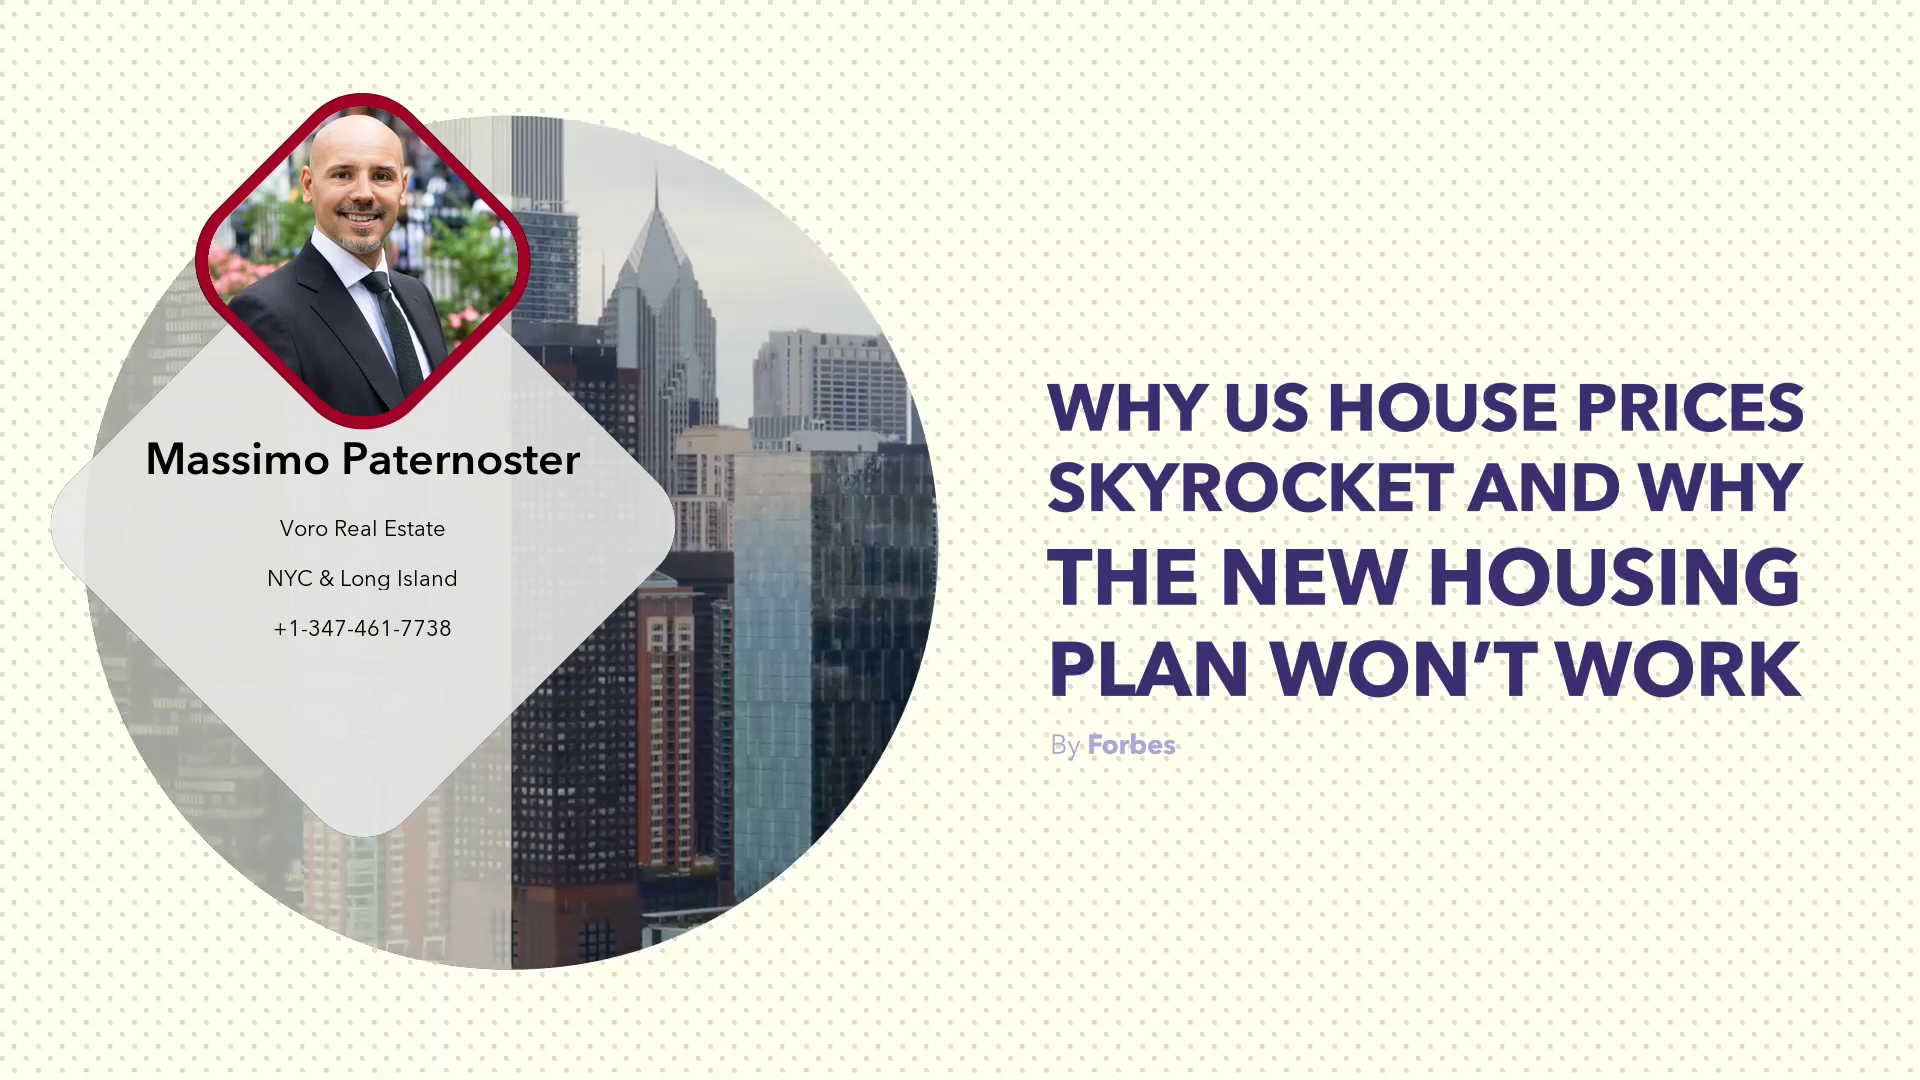 Massimo Paternoster
Voro Real Estate
NYC & Long Island
+1-347-461-7738
WHY US HOUSE PRICES
SKYROCKET AND WHY
THE NEW HOUSING
PLAN WON’T WORK
By Forbes